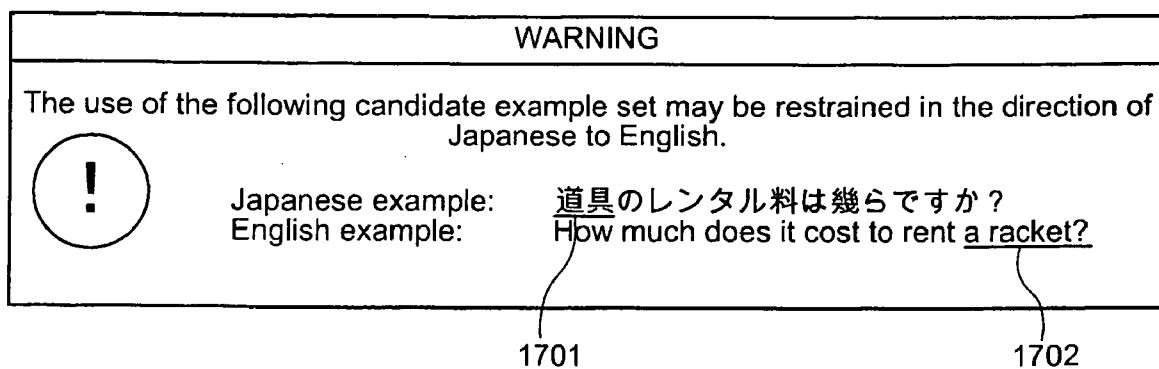 WARNING
The use of the following candidate example set may be restrained in the direction of
Japanese to English.
!
Japanese example: 道具のレンタル料は幾らですか？
English example: How much does it cost to rent a racket?
1701 1702